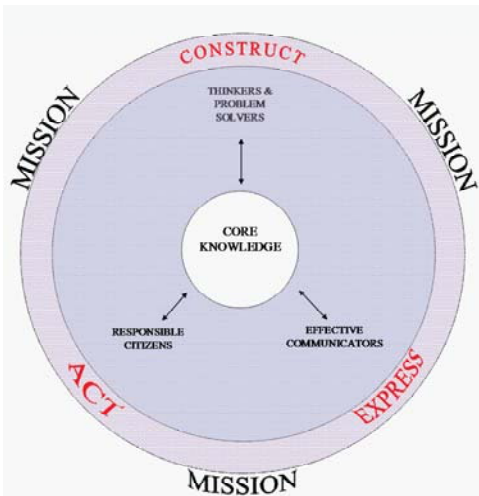 CONSTRUCT
MISSION
MISSION
THINKERS &
PROBLEM
SOLVERS
CORE
KNOWLEDGE
RESPONSIBLE
CITIZENS
EFFECTIVE
COMMUNICATORS
ACT
EXPRESS
MISSION